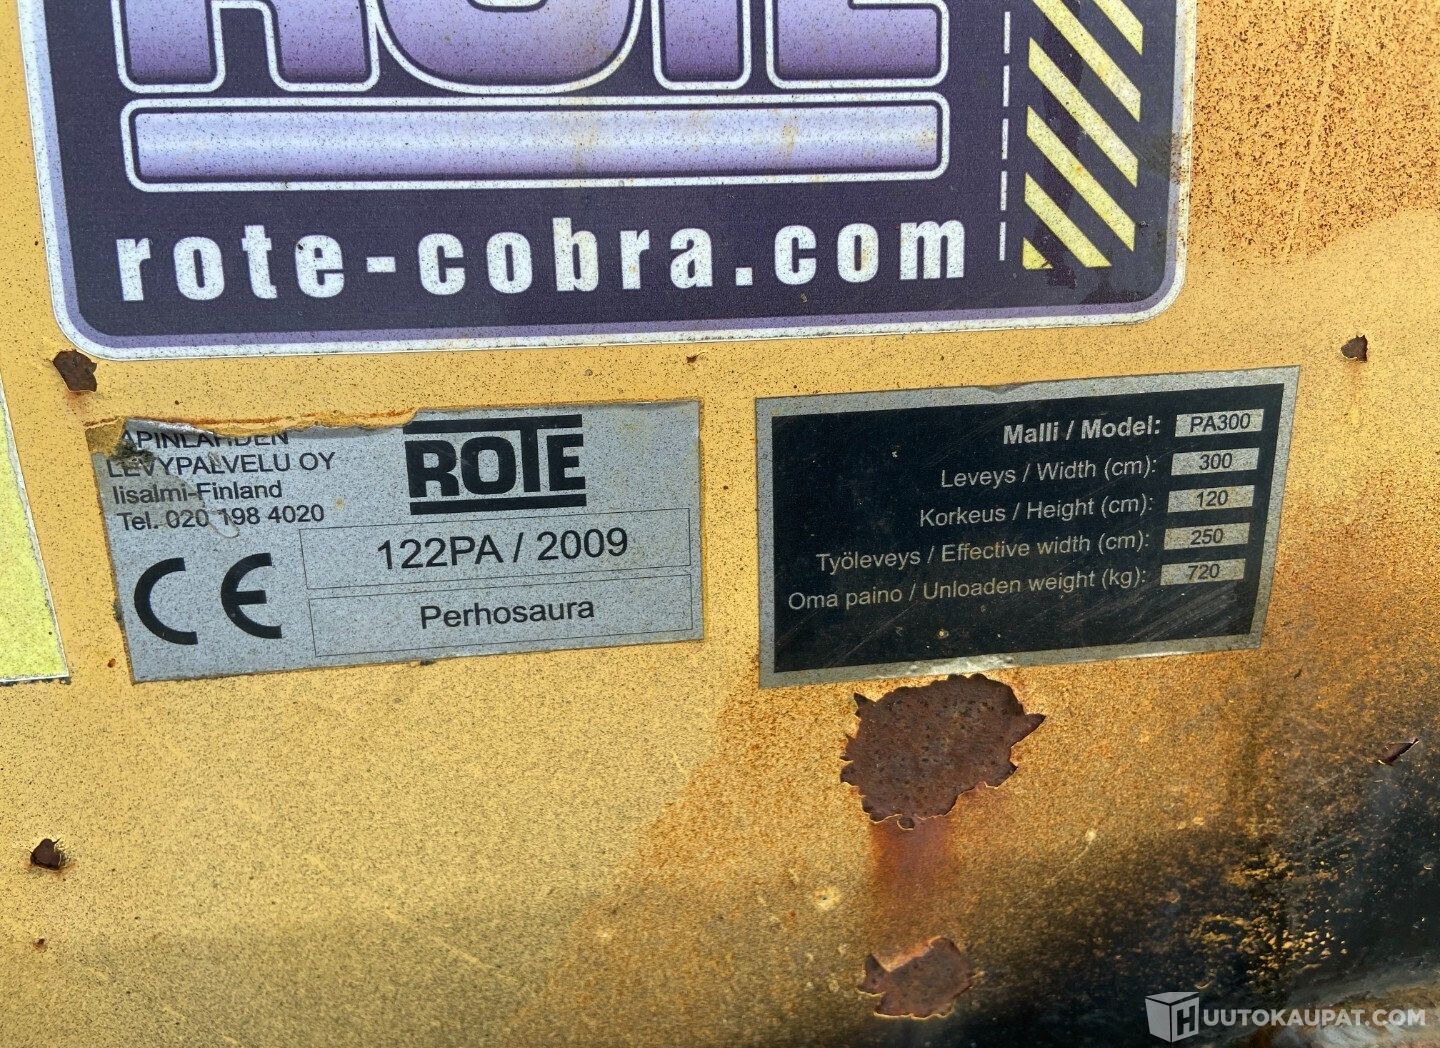 ROTE
rote-cobra.com
LAPINLAHDEN
LEVYPALVELU OY
Iisalmi-Finland
Tel. 020 198 4020
ROTE
CE
122PA / 2009
Perhosaura
Malli / Model: PA300
Leveys / Width (cm): 300
Korkeus / Height (cm): 120
Työleveys / Effective width (cm): 250
Oma paino / Unloaden weight (kg): 720
HUUTOKAUPAT.COM